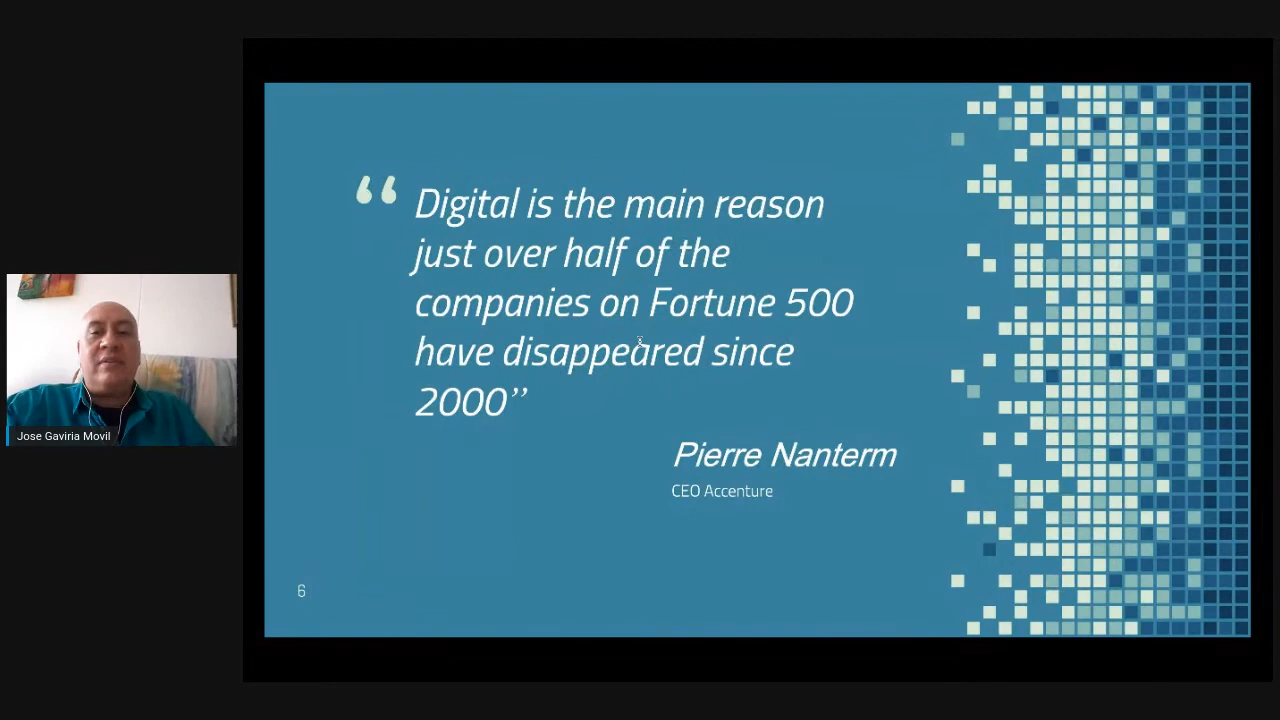 “ Digital is the main reason
just over half of the
companies on Fortune 500
have disappeared since
2000”
Pierre Nanterm
CEO Accenture
6
Jose Gaviria Movil